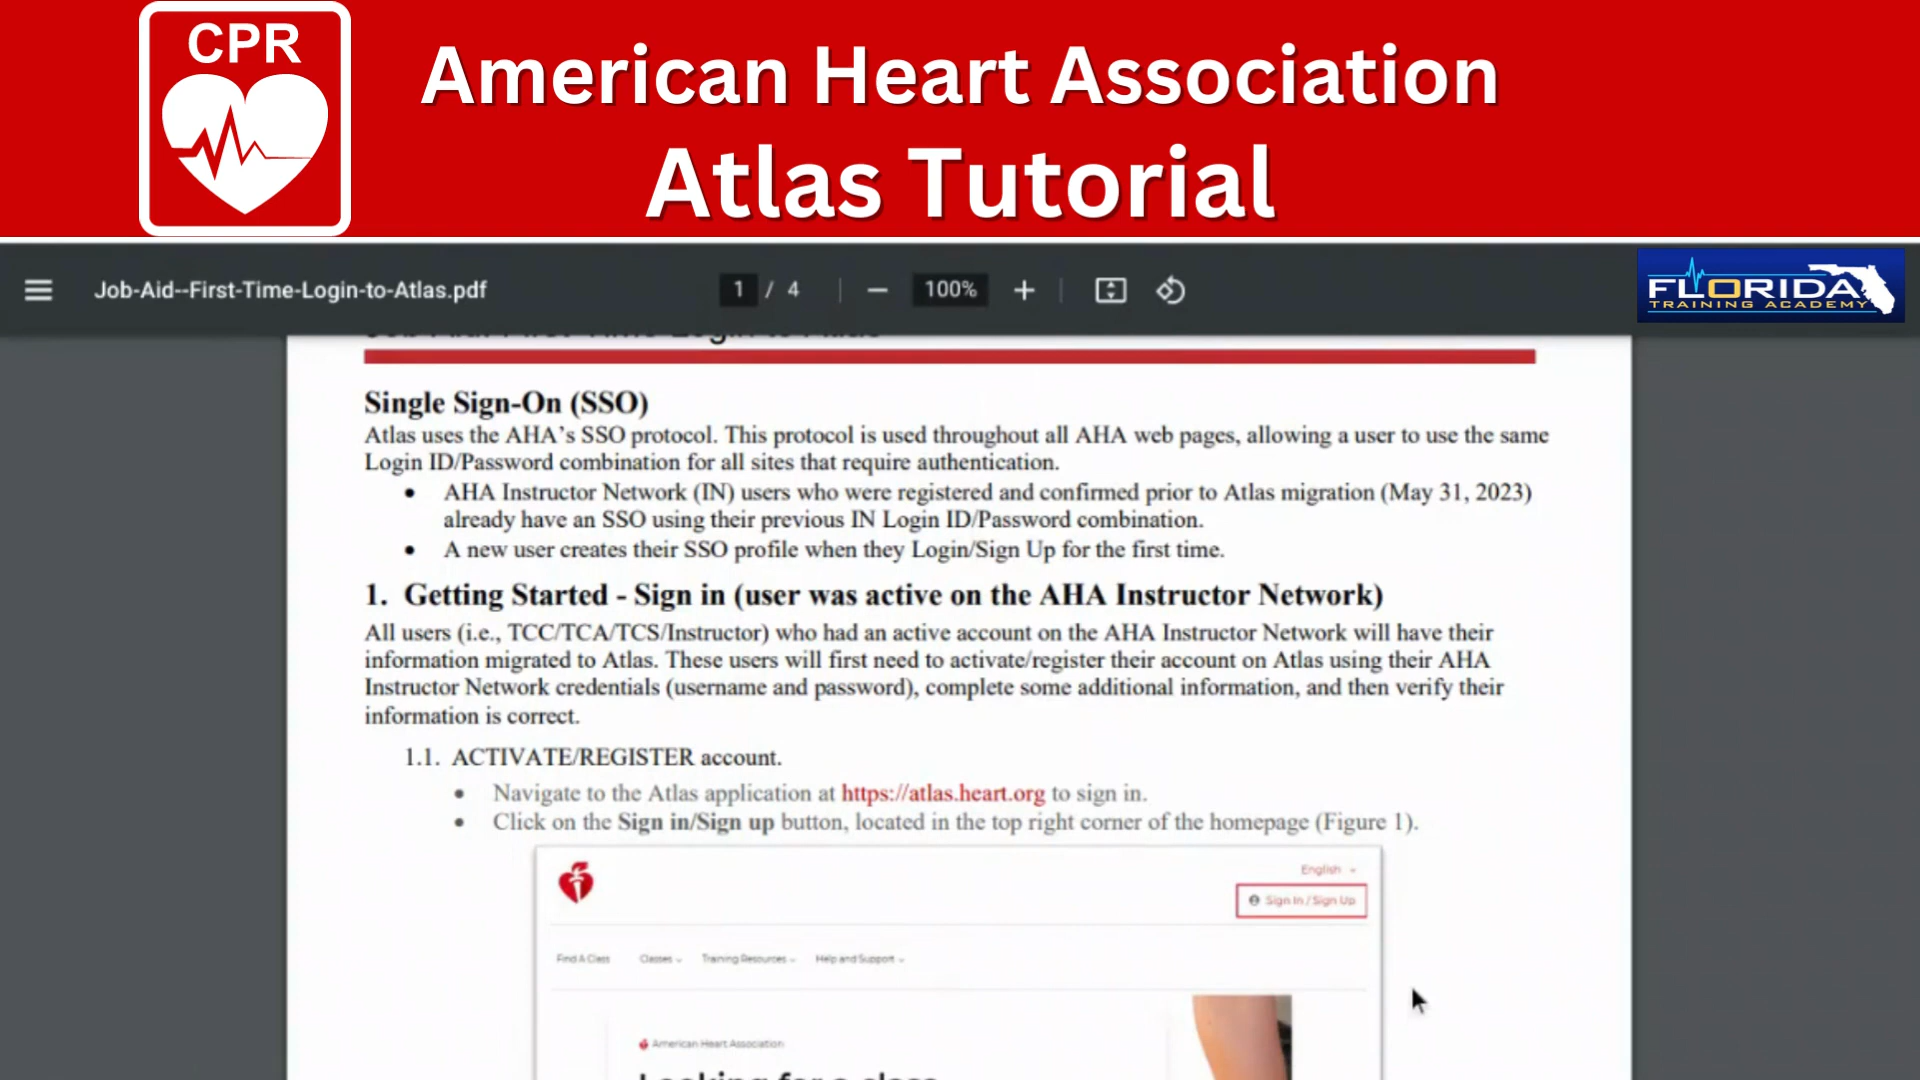 CPR
American Heart Association
Atlas Tutorial
Job-Aid--First-Time-Login-to-Atlas.pdf
1 / 4
100%
FLORIDA
TRAINING ACADEMY
Single Sign-On (SSO)
Atlas uses the AHA’s SSO protocol. This protocol is used throughout all AHA web pages, allowing a user to use the same
Login ID/Password combination for all sites that require authentication.
• AHA Instructor Network (IN) users who were registered and confirmed prior to Atlas migration (May 31, 2023)
already have an SSO using their previous IN Login ID/Password combination.
• A new user creates their SSO profile when they Login/Sign Up for the first time.
1. Getting Started - Sign in (user was active on the AHA Instructor Network)
All users (i.e., TCC/TCA/TCS/Instructor) who had an active account on the AHA Instructor Network will have their
information migrated to Atlas. These users will first need to activate/register their account on Atlas using their AHA
Instructor Network credentials (username and password), complete some additional information, and then verify their
information is correct.
1.1. ACTIVATE/REGISTER account.
• Navigate to the Atlas application at https://atlas.heart.org to sign in.
• Click on the Sign in/Sign up button, located in the top right corner of the homepage (Figure 1).
English
Sign In / Sign Up
Find A Class Classes Training Resources Help and Support
American Heart Association
Looking for a class